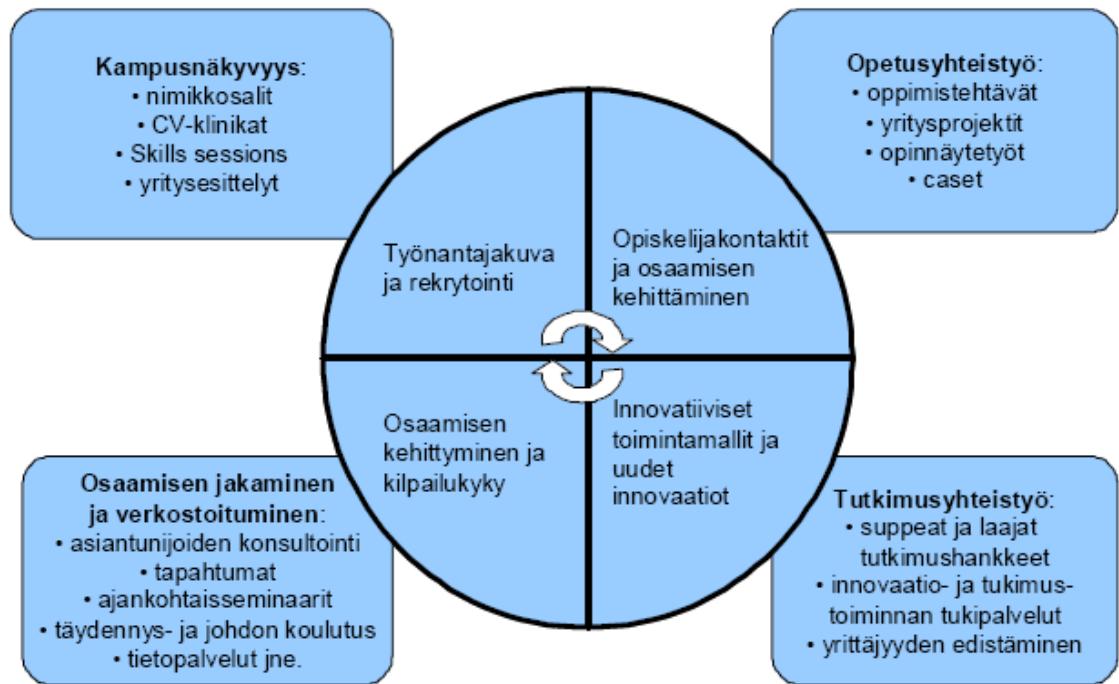 Kampusnäkyvyys:
• nimikkosalit
• CV-klinikat
• Skills sessions
• yritysesittelyt
Opetusyhteistyö:
• oppimistehtävät
• yritysprojektit
• opinnäytetyöt
• caset
Työnantajakuva
ja rekrytointi
Opiskelijakontaktit
ja osaamisen
kehittäminen
Osaamisen
kehittyminen ja
kilpailukyky
Innovatiiviset
toimintamallit ja
uudet
innovaatiot
Osaamisen jakaminen
ja verkostoituminen:
• asiantunijoiden konsultointi
• tapahtumat
• ajankohtaisseminaarit
• täydennys- ja johdon koulutus
• tietopalvelut jne.
Tutkimusyhteistyö:
• suppeat ja laajat
tutkimushankkeet
• innovaatio- ja tukimus-
toiminnan tukipalvelut
• yrittäjyyden edistäminen